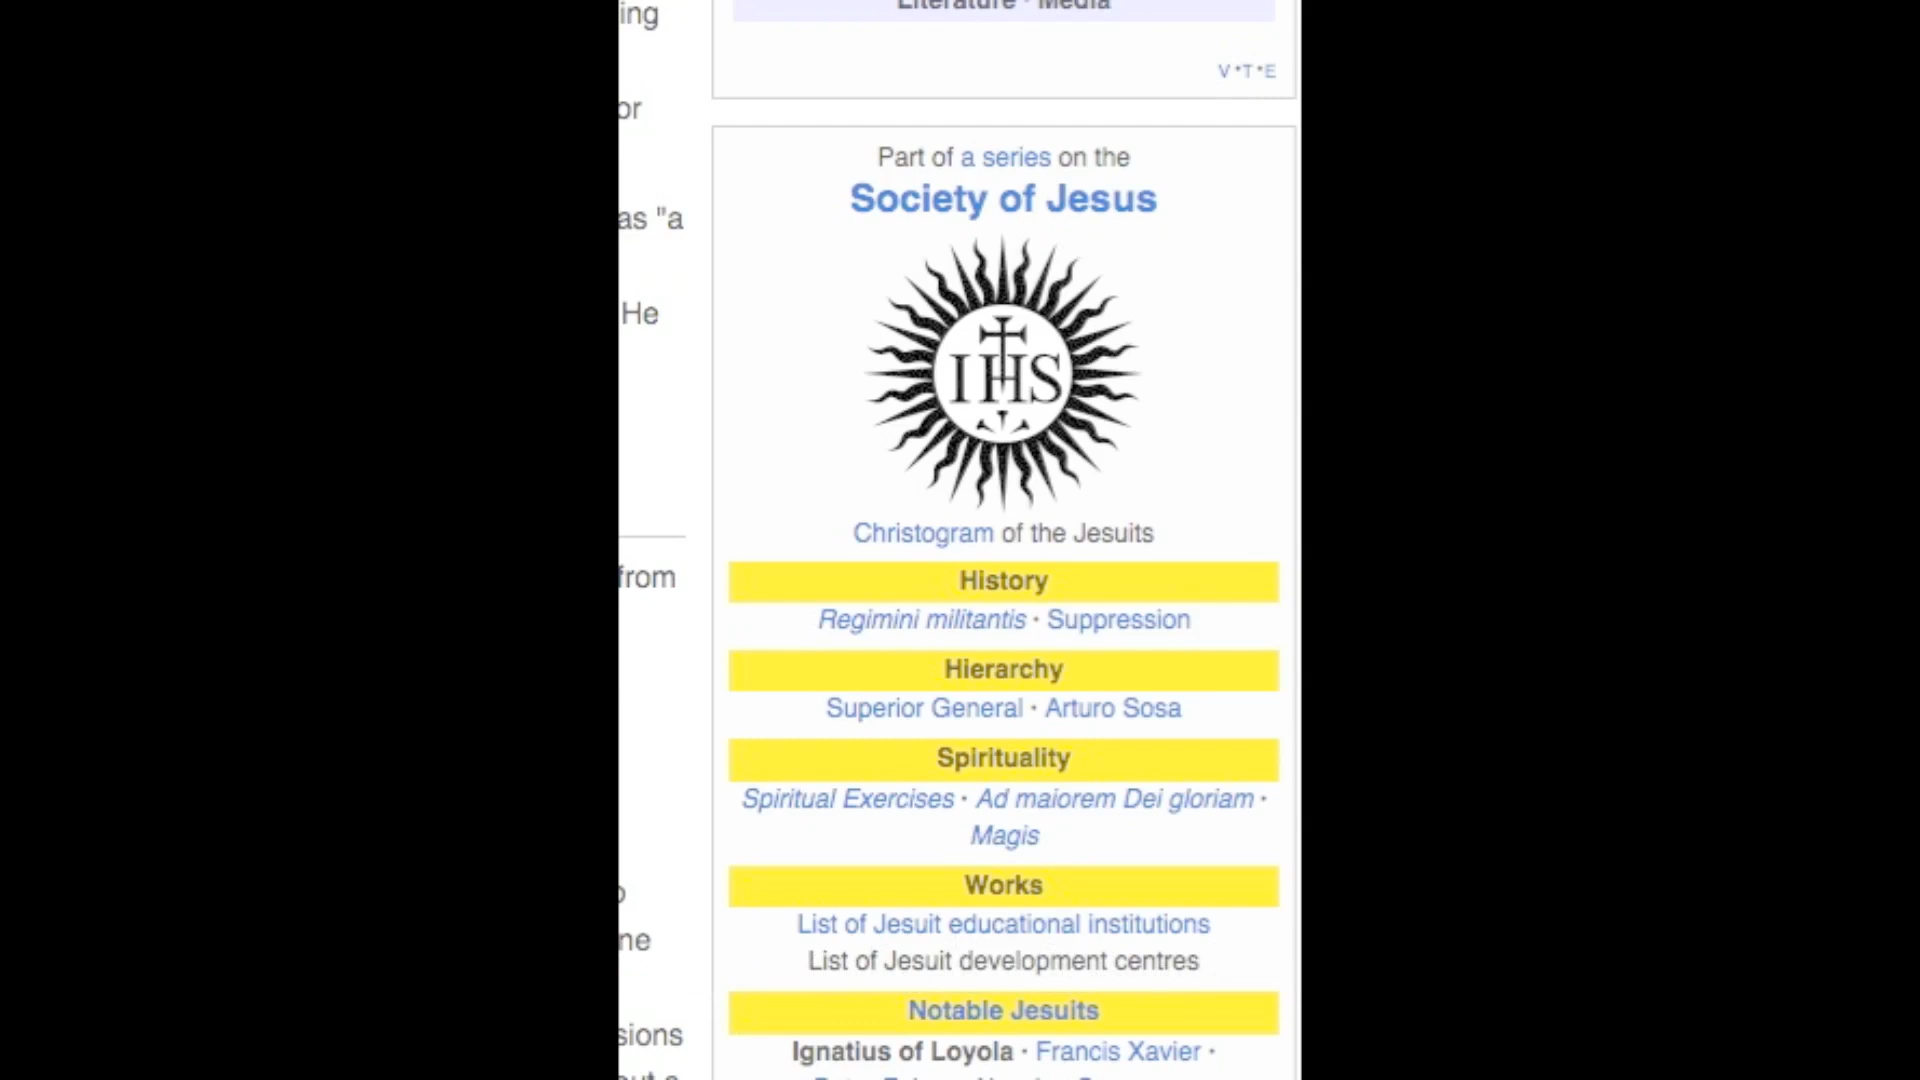 ing
or
as "a
He
from
ne
sions
Literature · Media
V • T • E
Part of a series on the
Society of Jesus
IHS
Christogram of the Jesuits
History
Regimini militantis · Suppression
Hierarchy
Superior General · Arturo Sosa
Spirituality
Spiritual Exercises · Ad maiorem Dei gloriam ·
Magis
Works
List of Jesuit educational institutions
List of Jesuit development centres
Notable Jesuits
Ignatius of Loyola · Francis Xavier ·